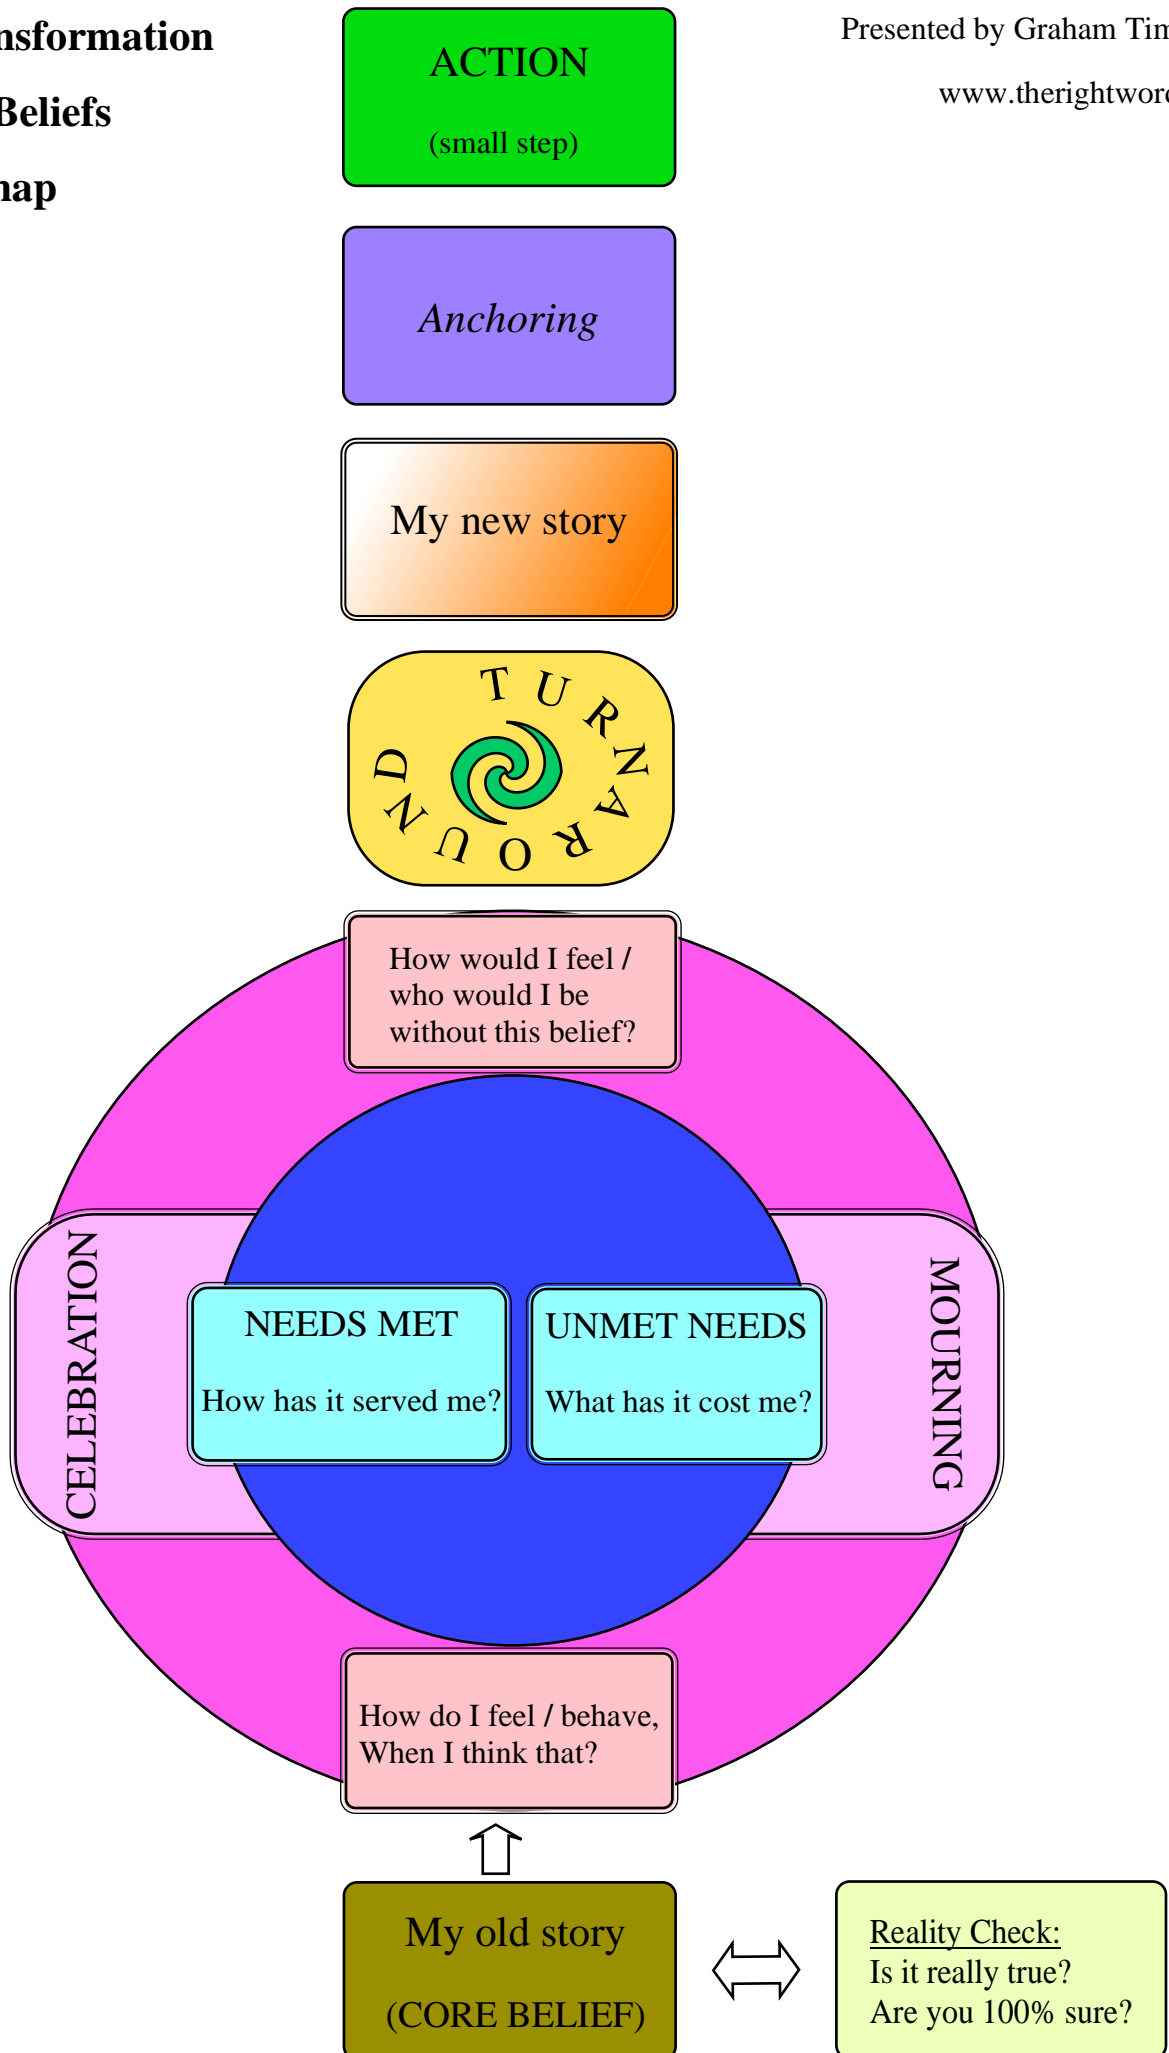 nsformation
Beliefs
map
Presented by Graham Tim
www.therightword
ACTION
(small step)
Anchoring
My new story
TURNAROUND
How would I feel /
who would I be
without this belief?
CELEBRATION
NEEDS MET
How has it served me?
UNMET NEEDS
What has it cost me?
MOURNING
How do I feel / behave,
When I think that?
My old story
(CORE BELIEF)
Reality Check:
Is it really true?
Are you 100% sure?